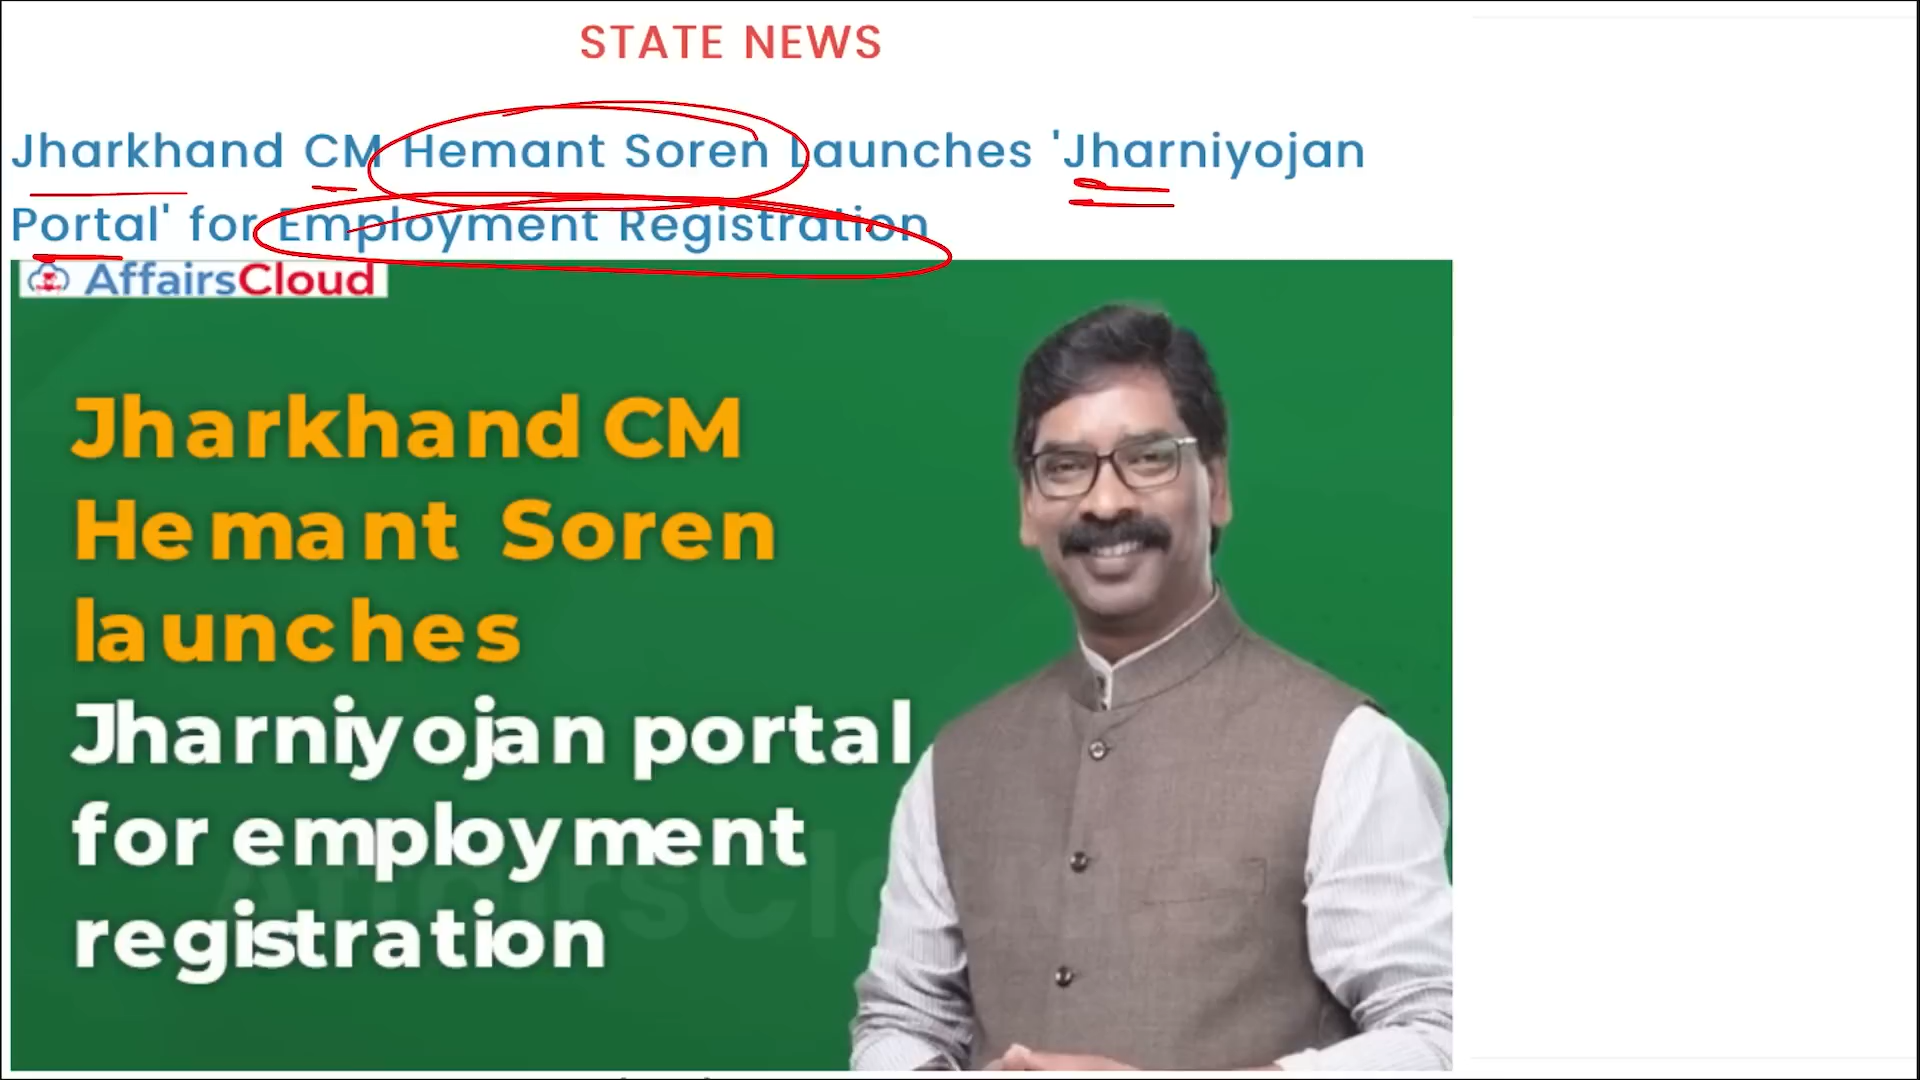 STATE NEWS
Jharkhand CM Hemant Soren Launches 'Jharniyojan
Portal' for Employment Registration
AffairsCloud
Jharkhand CM
Hemant Soren
launches
Jharniyojan portal
for employment
registration
AffairsCloud